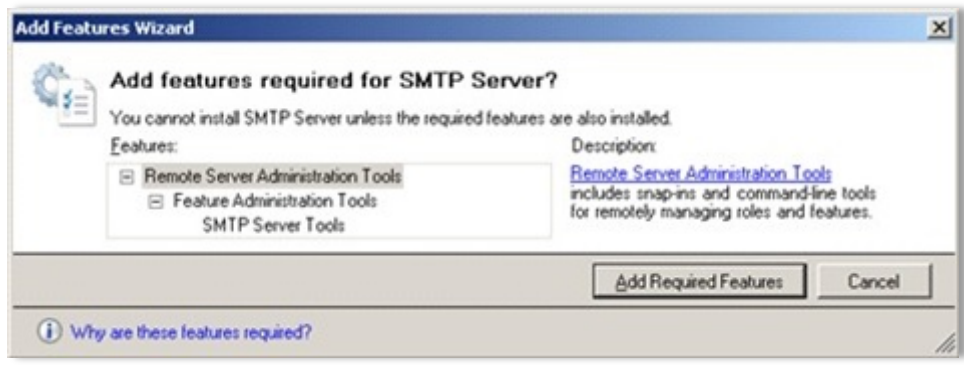 Add Features Wizard
Add features required for SMTP Server?
You cannot install SMTP Server unless the required features are also installed.
Features:
Remote Server Administration Tools
Feature Administration Tools
SMTP Server Tools
Description:
Remote Server Administration Tools
includes snap-ins and command-line tools
for remotely managing roles and features.
Add Required Features
Cancel
Why are these features required?